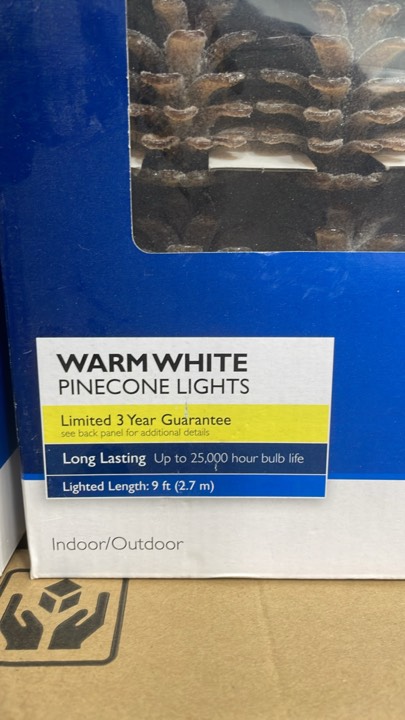 WARM WHITE
PINECONE LIGHTS
Limited 3 Year Guarantee
see back panel for additional details
Long Lasting Up to 25,000 hour bulb life
Lighted Length: 9 ft (2.7 m)
Indoor/Outdoor